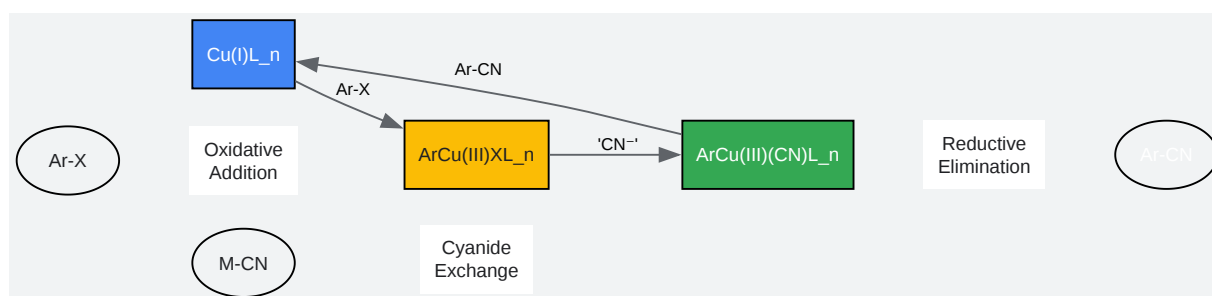 Cu(I)L_n
Ar-CN
Ar-X
Ar-X
Oxidative
Addition
ArCu(III)XL_n
'CN⁻'
ArCu(III)(CN)L_n
Reductive
Elimination
Ar-CN
M-CN
Cyanide
Exchange